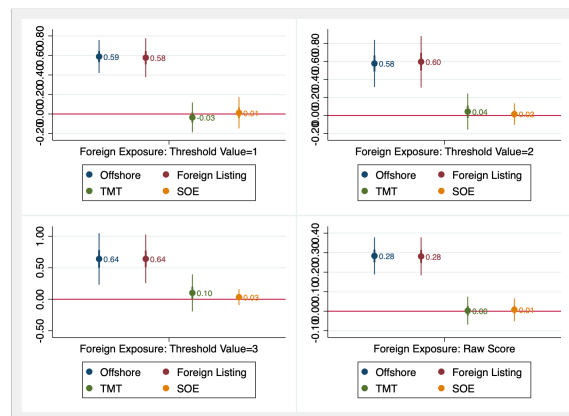 0.80
0.60
0.40
0.20
0.00
-0.20
0.59
0.58
-0.03
0.01
Foreign Exposure: Threshold Value=1
Offshore
Foreign Listing
TMT
SOE
0.80
0.60
0.40
0.20
0.00
-0.20
0.58
0.60
0.04
0.02
Foreign Exposure: Threshold Value=2
Offshore
Foreign Listing
TMT
SOE
1.00
0.50
0.00
-0.50
0.64
0.64
0.10
0.03
Foreign Exposure: Threshold Value=3
Offshore
Foreign Listing
TMT
SOE
0.40
0.30
0.20
0.10
0.00
-0.10
0.28
0.28
0.00
0.01
Foreign Exposure: Raw Score
Offshore
Foreign Listing
TMT
SOE